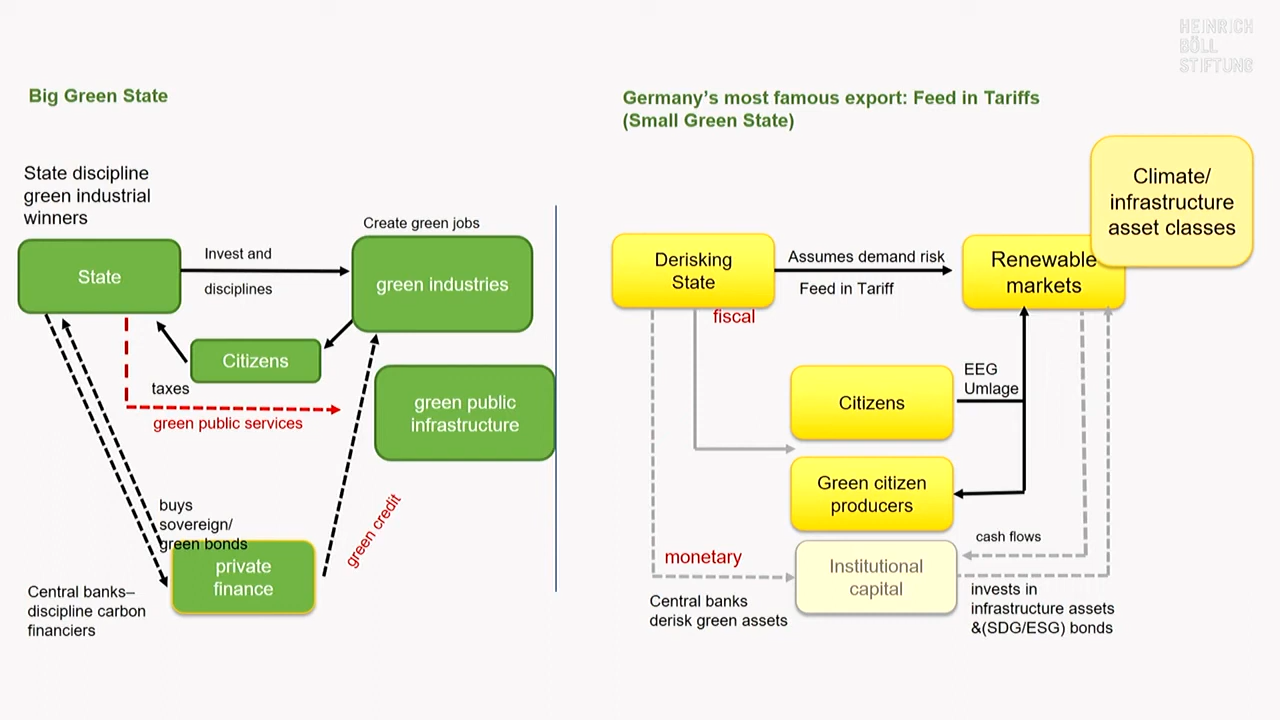 HEINRICH
BÖLL
STIFTUNG
Big Green State
State discipline
green industrial
winners
State
Invest and
disciplines
Create green jobs
green industries
Citizens
taxes
green public services
green public
infrastructure
buys
sovereign/
green bonds
private
finance
green credit
Central banks–
discipline carbon
financiers
Germany's most famous export: Feed in Tariffs
(Small Green State)
Climate/
infrastructure
asset classes
Derisking
State
Assumes demand risk
Feed in Tariff
Renewable
markets
fiscal
Citizens
EEG
Umlage
Green citizen
producers
cash flows
monetary
Institutional
capital
Central banks
derisk green assets
invests in
infrastructure assets
&(SDG/ESG) bonds